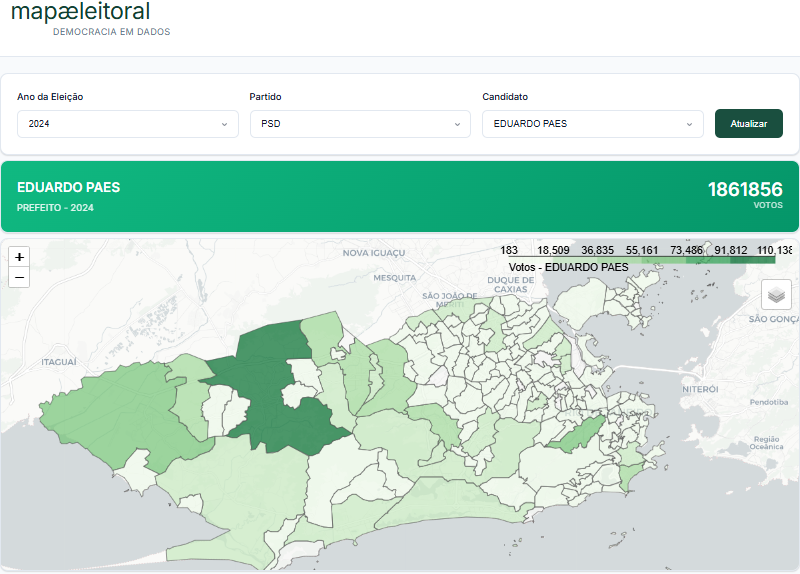 mapæleitoral
DEMOCRACIA EM DADOS
Ano da Eleição
Partido
Candidato
2024
PSD
EDUARDO PAES
Atualizar
EDUARDO PAES
1861856
PREFEITO - 2024
VOTOS
+
−
NOVA IGUAÇU
183 18,509 36,835 55,161 73,486 91,812 110,138
Votos - EDUARDO PAES
MESQUITA
DUQUE DE
CAXIAS
SÃO JOÃO DE
MERITI
SÃO GONÇA
ITAGUAÍ
NITERÓI
Pendotiba
Região
Oceânica